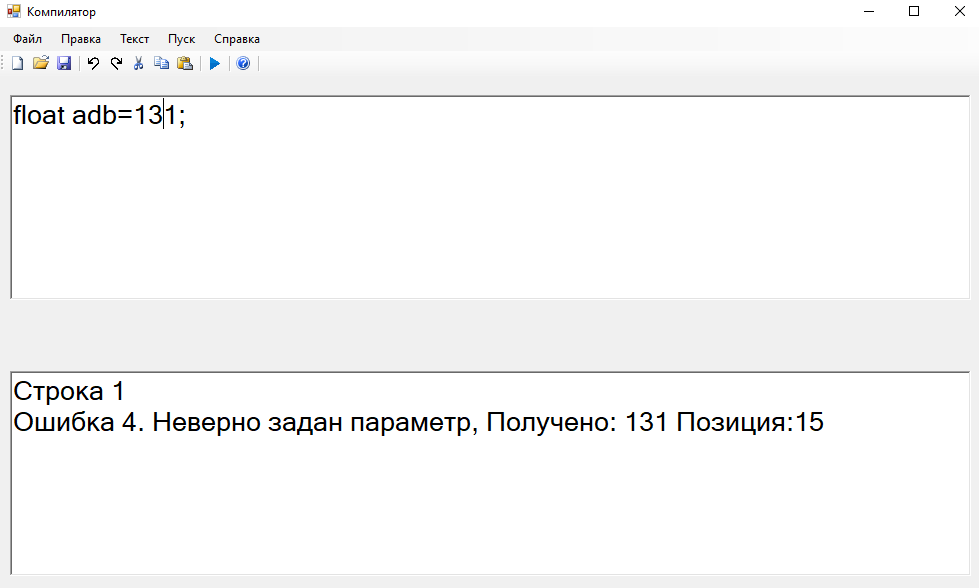 Компилятор
Файл Правка Текст Пуск Справка
float adb=131;
Строка 1
Ошибка 4. Неверно задан параметр, Получено: 131 Позиция:15